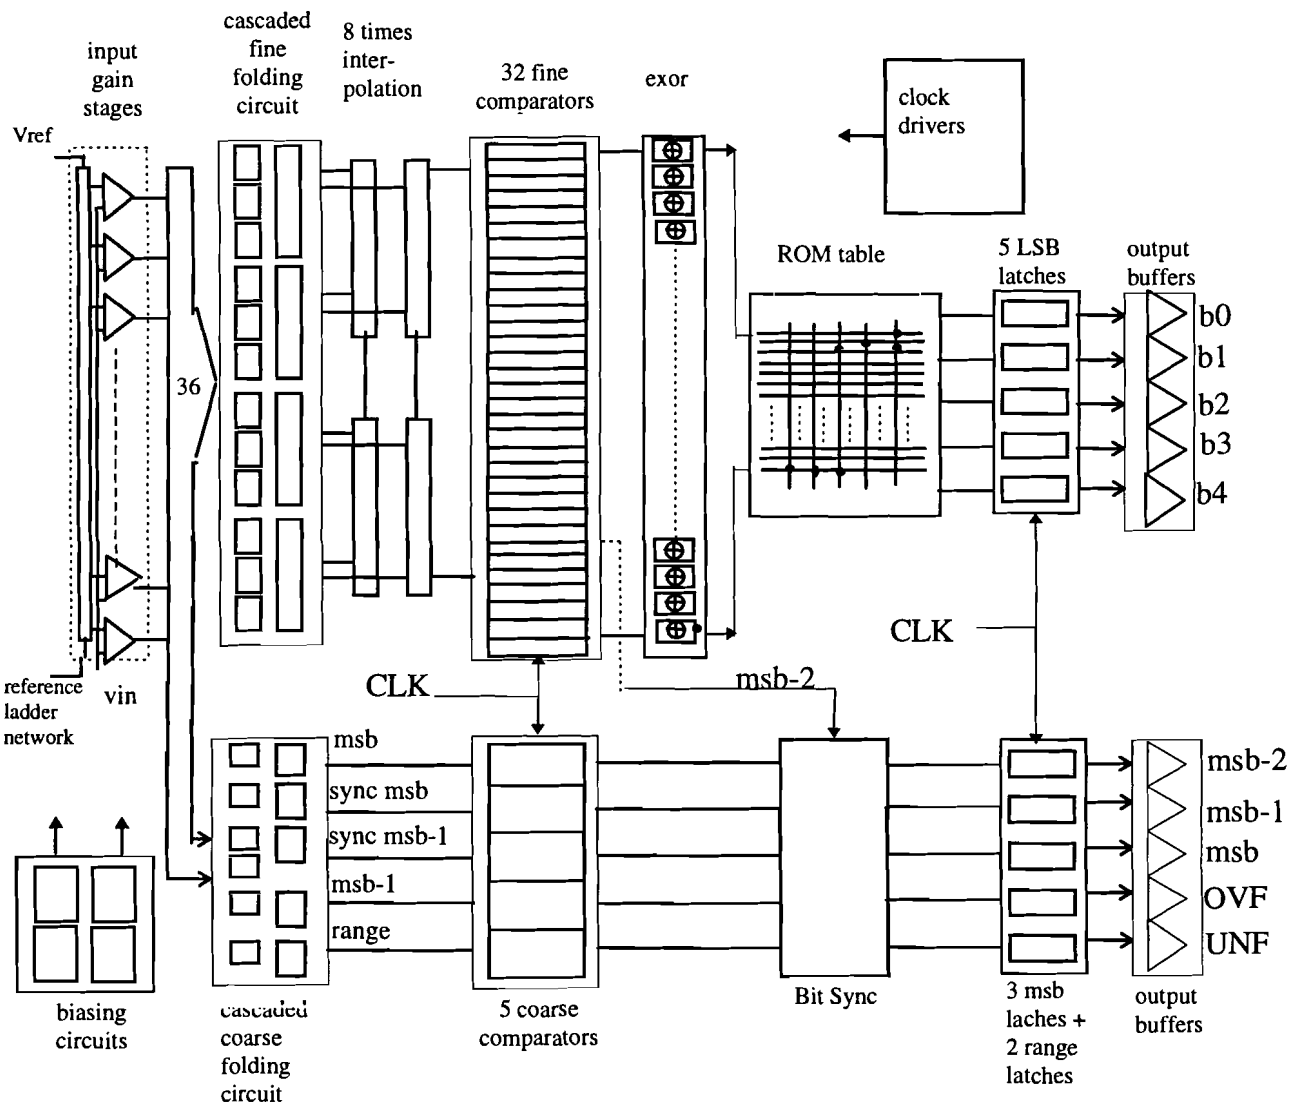 cascaded
fine
folding
circuit
8 times
inter-
polation
input
gain
stages
32 fine
comparators
exor
clock
drivers
Vref
ROM table
5 LSB
latches
output
buffers
b0
b1
b2
b3
b4
36
CLK
CLK
reference
ladder
network
vin
msb-2
msb
sync msb
sync msb-1
msb-1
range
msb-2
msb-1
msb
OVF
UNF
biasing
circuits
cascaded
coarse
folding
circuit
5 coarse
comparators
Bit Sync
3 msb
laches +
2 range
latches
output
buffers